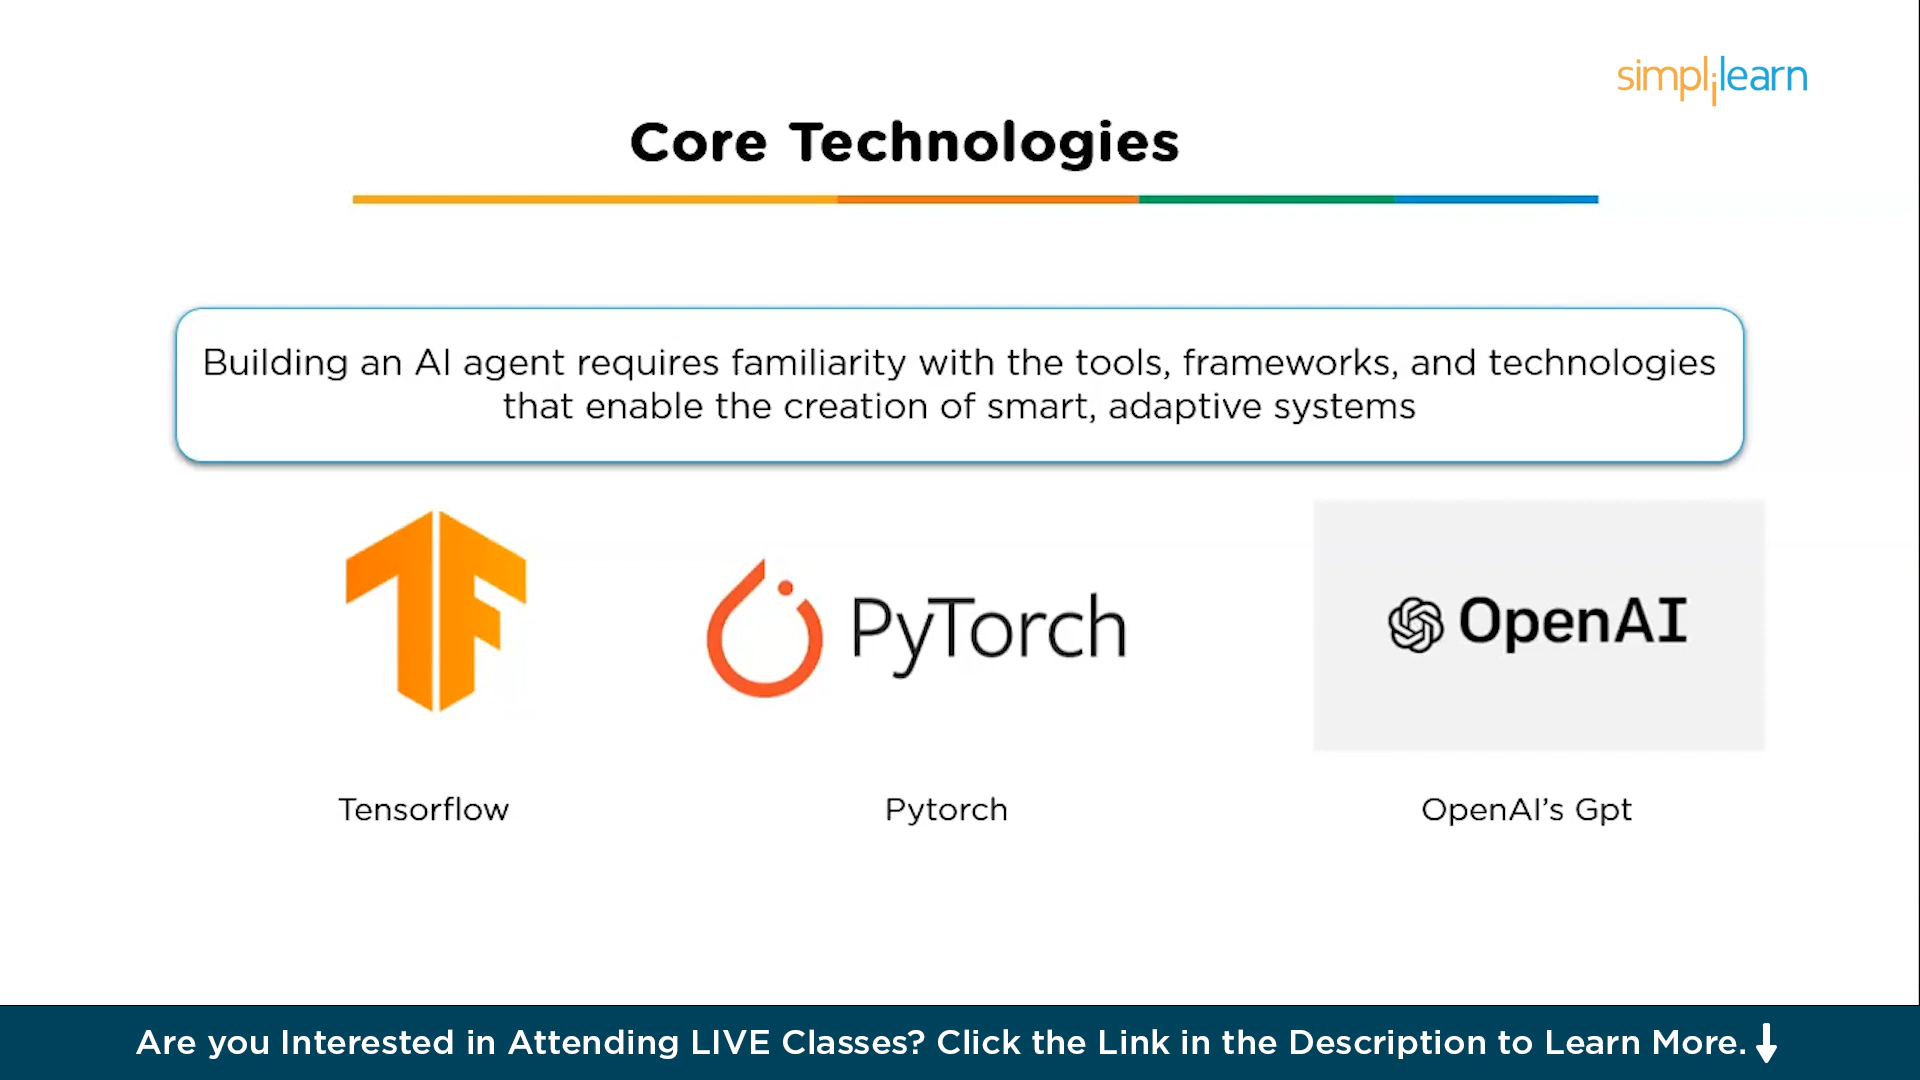 simplilearn
Core Technologies
Building an AI agent requires familiarity with the tools, frameworks, and technologies
that enable the creation of smart, adaptive systems
PyTorch
OpenAI
Tensorflow
Pytorch
OpenAI’s Gpt
Are you Interested in Attending LIVE Classes? Click the Link in the Description to Learn More.